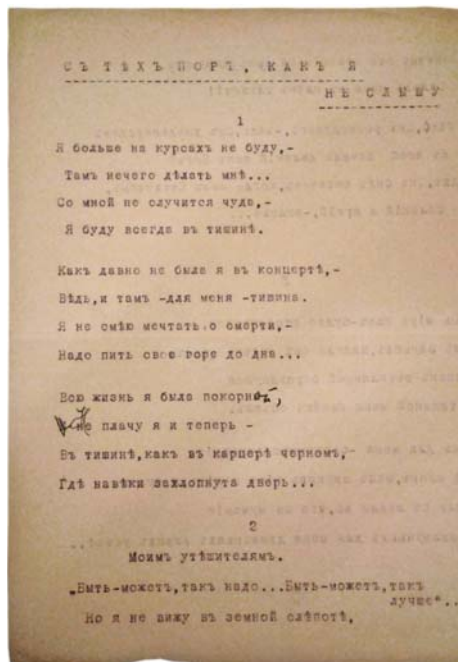 СЪ ТѢХЪ ПОРЪ, КАКЪ Я
НЕ СЛЫШУ
1
Я больше на курсахъ не буду,-
Тамъ нечего дѣлать мнѣ...
Со мной не случится чуда,-
Я буду всегда въ тишинѣ.
Какъ давно не была я въ концертѣ,-
Вѣдь,и тамъ -для меня -тишина.
Я не смѣю мечтать о смерти,-
Надо пить свое горе до дна...
Всю жизнь я была покорной,
не плачу я и теперь -
Въ тишинѣ,какъ въ карцерѣ черномъ,-
Гдѣ навѣки захлопнута дверь...
2
Моимъ утѣшителямъ.
„Быть-можетъ,такъ надо...Быть-можетъ,такъ
лучше"...
Но я не вижу въ земной слѣпотѣ,